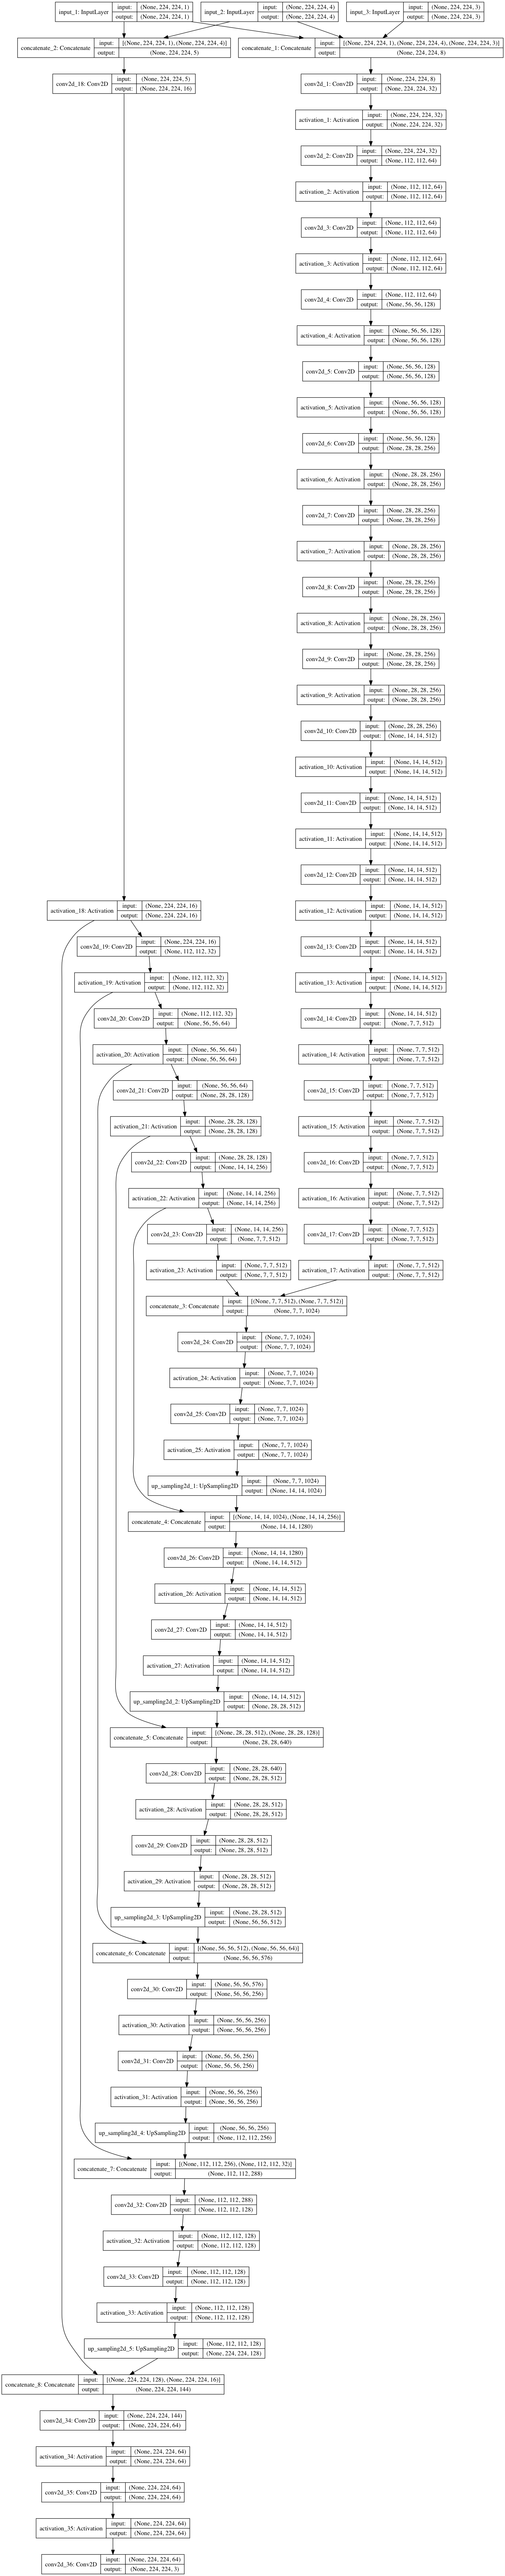 input_1: InputLayer
input: (None, 224, 224, 1)
output: (None, 224, 224, 1)
input_2: InputLayer
input: (None, 224, 224, 4)
output: (None, 224, 224, 4)
input_3: InputLayer
input: (None, 224, 224, 3)
output: (None, 224, 224, 3)
concatenate_2: Concatenate
input: [(None, 224, 224, 1), (None, 224, 224, 4)]
output: (None, 224, 224, 5)
concatenate_1: Concatenate
input: [(None, 224, 224, 1), (None, 224, 224, 4), (None, 224, 224, 3)]
output: (None, 224, 224, 8)
conv2d_18: Conv2D
input: (None, 224, 224, 5)
output: (None, 224, 224, 16)
conv2d_1: Conv2D
input: (None, 224, 224, 8)
output: (None, 224, 224, 32)
activation_1: Activation
input: (None, 224, 224, 32)
output: (None, 224, 224, 32)
conv2d_2: Conv2D
input: (None, 224, 224, 32)
output: (None, 112, 112, 64)
activation_2: Activation
input: (None, 112, 112, 64)
output: (None, 112, 112, 64)
conv2d_3: Conv2D
input: (None, 112, 112, 64)
output: (None, 112, 112, 64)
activation_3: Activation
input: (None, 112, 112, 64)
output: (None, 112, 112, 64)
conv2d_4: Conv2D
input: (None, 112, 112, 64)
output: (None, 56, 56, 128)
activation_4: Activation
input: (None, 56, 56, 128)
output: (None, 56, 56, 128)
conv2d_5: Conv2D
input: (None, 56, 56, 128)
output: (None, 56, 56, 128)
activation_5: Activation
input: (None, 56, 56, 128)
output: (None, 56, 56, 128)
conv2d_6: Conv2D
input: (None, 56, 56, 128)
output: (None, 28, 28, 256)
activation_6: Activation
input: (None, 28, 28, 256)
output: (None, 28, 28, 256)
conv2d_7: Conv2D
input: (None, 28, 28, 256)
output: (None, 28, 28, 256)
activation_7: Activation
input: (None, 28, 28, 256)
output: (None, 28, 28, 256)
conv2d_8: Conv2D
input: (None, 28, 28, 256)
output: (None, 28, 28, 256)
activation_8: Activation
input: (None, 28, 28, 256)
output: (None, 28, 28, 256)
conv2d_9: Conv2D
input: (None, 28, 28, 256)
output: (None, 28, 28, 256)
activation_9: Activation
input: (None, 28, 28, 256)
output: (None, 28, 28, 256)
conv2d_10: Conv2D
input: (None, 28, 28, 256)
output: (None, 14, 14, 512)
activation_10: Activation
input: (None, 14, 14, 512)
output: (None, 14, 14, 512)
conv2d_11: Conv2D
input: (None, 14, 14, 512)
output: (None, 14, 14, 512)
activation_11: Activation
input: (None, 14, 14, 512)
output: (None, 14, 14, 512)
conv2d_12: Conv2D
input: (None, 14, 14, 512)
output: (None, 14, 14, 512)
activation_18: Activation
input: (None, 224, 224, 16)
output: (None, 224, 224, 16)
activation_12: Activation
input: (None, 14, 14, 512)
output: (None, 14, 14, 512)
conv2d_19: Conv2D
input: (None, 224, 224, 16)
output: (None, 112, 112, 32)
conv2d_13: Conv2D
input: (None, 14, 14, 512)
output: (None, 14, 14, 512)
activation_19: Activation
input: (None, 112, 112, 32)
output: (None, 112, 112, 32)
activation_13: Activation
input: (None, 14, 14, 512)
output: (None, 14, 14, 512)
conv2d_20: Conv2D
input: (None, 112, 112, 32)
output: (None, 56, 56, 64)
conv2d_14: Conv2D
input: (None, 14, 14, 512)
output: (None, 7, 7, 512)
activation_20: Activation
input: (None, 56, 56, 64)
output: (None, 56, 56, 64)
activation_14: Activation
input: (None, 7, 7, 512)
output: (None, 7, 7, 512)
conv2d_21: Conv2D
input: (None, 56, 56, 64)
output: (None, 28, 28, 128)
conv2d_15: Conv2D
input: (None, 7, 7, 512)
output: (None, 7, 7, 512)
activation_21: Activation
input: (None, 28, 28, 128)
output: (None, 28, 28, 128)
activation_15: Activation
input: (None, 7, 7, 512)
output: (None, 7, 7, 512)
conv2d_22: Conv2D
input: (None, 28, 28, 128)
output: (None, 14, 14, 256)
conv2d_16: Conv2D
input: (None, 7, 7, 512)
output: (None, 7, 7, 512)
activation_22: Activation
input: (None, 14, 14, 256)
output: (None, 14, 14, 256)
activation_16: Activation
input: (None, 7, 7, 512)
output: (None, 7, 7, 512)
conv2d_23: Conv2D
input: (None, 14, 14, 256)
output: (None, 7, 7, 512)
conv2d_17: Conv2D
input: (None, 7, 7, 512)
output: (None, 7, 7, 512)
activation_23: Activation
input: (None, 7, 7, 512)
output: (None, 7, 7, 512)
activation_17: Activation
input: (None, 7, 7, 512)
output: (None, 7, 7, 512)
concatenate_3: Concatenate
input: [(None, 7, 7, 512), (None, 7, 7, 512)]
output: (None, 7, 7, 1024)
conv2d_24: Conv2D
input: (None, 7, 7, 1024)
output: (None, 7, 7, 1024)
activation_24: Activation
input: (None, 7, 7, 1024)
output: (None, 7, 7, 1024)
conv2d_25: Conv2D
input: (None, 7, 7, 1024)
output: (None, 7, 7, 1024)
activation_25: Activation
input: (None, 7, 7, 1024)
output: (None, 7, 7, 1024)
up_sampling2d_1: UpSampling2D
input: (None, 7, 7, 1024)
output: (None, 14, 14, 1024)
concatenate_4: Concatenate
input: [(None, 14, 14, 1024), (None, 14, 14, 256)]
output: (None, 14, 14, 1280)
conv2d_26: Conv2D
input: (None, 14, 14, 1280)
output: (None, 14, 14, 512)
activation_26: Activation
input: (None, 14, 14, 512)
output: (None, 14, 14, 512)
conv2d_27: Conv2D
input: (None, 14, 14, 512)
output: (None, 14, 14, 512)
activation_27: Activation
input: (None, 14, 14, 512)
output: (None, 14, 14, 512)
up_sampling2d_2: UpSampling2D
input: (None, 14, 14, 512)
output: (None, 28, 28, 512)
concatenate_5: Concatenate
input: [(None, 28, 28, 512), (None, 28, 28, 128)]
output: (None, 28, 28, 640)
conv2d_28: Conv2D
input: (None, 28, 28, 640)
output: (None, 28, 28, 512)
activation_28: Activation
input: (None, 28, 28, 512)
output: (None, 28, 28, 512)
conv2d_29: Conv2D
input: (None, 28, 28, 512)
output: (None, 28, 28, 512)
activation_29: Activation
input: (None, 28, 28, 512)
output: (None, 28, 28, 512)
up_sampling2d_3: UpSampling2D
input: (None, 28, 28, 512)
output: (None, 56, 56, 512)
concatenate_6: Concatenate
input: [(None, 56, 56, 512), (None, 56, 56, 64)]
output: (None, 56, 56, 576)
conv2d_30: Conv2D
input: (None, 56, 56, 576)
output: (None, 56, 56, 256)
activation_30: Activation
input: (None, 56, 56, 256)
output: (None, 56, 56, 256)
conv2d_31: Conv2D
input: (None, 56, 56, 256)
output: (None, 56, 56, 256)
activation_31: Activation
input: (None, 56, 56, 256)
output: (None, 56, 56, 256)
up_sampling2d_4: UpSampling2D
input: (None, 56, 56, 256)
output: (None, 112, 112, 256)
concatenate_7: Concatenate
input: [(None, 112, 112, 256), (None, 112, 112, 32)]
output: (None, 112, 112, 288)
conv2d_32: Conv2D
input: (None, 112, 112, 288)
output: (None, 112, 112, 128)
activation_32: Activation
input: (None, 112, 112, 128)
output: (None, 112, 112, 128)
conv2d_33: Conv2D
input: (None, 112, 112, 128)
output: (None, 112, 112, 128)
activation_33: Activation
input: (None, 112, 112, 128)
output: (None, 112, 112, 128)
up_sampling2d_5: UpSampling2D
input: (None, 112, 112, 128)
output: (None, 224, 224, 128)
concatenate_8: Concatenate
input: [(None, 224, 224, 128), (None, 224, 224, 16)]
output: (None, 224, 224, 144)
conv2d_34: Conv2D
input: (None, 224, 224, 144)
output: (None, 224, 224, 64)
activation_34: Activation
input: (None, 224, 224, 64)
output: (None, 224, 224, 64)
conv2d_35: Conv2D
input: (None, 224, 224, 64)
output: (None, 224, 224, 64)
activation_35: Activation
input: (None, 224, 224, 64)
output: (None, 224, 224, 64)
conv2d_36: Conv2D
input: (None, 224, 224, 64)
output: (None, 224, 224, 3)